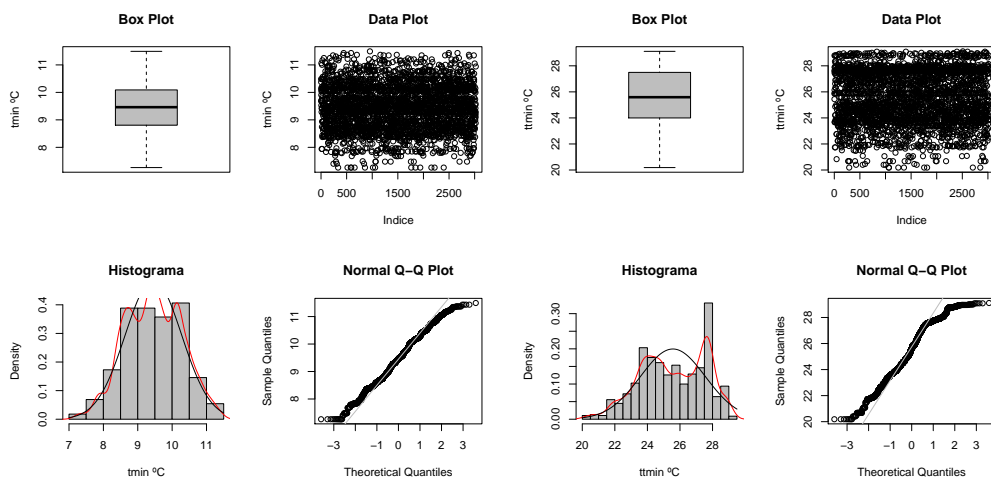 Box Plot
Data Plot
Box Plot
Data Plot
tmin ºC
8 9 10 11
tmin ºC
8 9 10 11
0 500 1500 2500
Indice
ttmin ºC
20 22 24 26 28
ttmin ºC
20 22 24 26 28
0 500 1500 2500
Indice
Histograma
Normal Q−Q Plot
Histograma
Normal Q−Q Plot
Density
0.0 0.1 0.2 0.3 0.4
7 8 9 10 11
tmin ºC
Sample Quantiles
8 9 10 11
−3 −2 −1 0 1 2 3
Theoretical Quantiles
Density
0.00 0.10 0.20 0.30
20 22 24 26 28
ttmin ºC
Sample Quantiles
20 22 24 26 28
−3 −2 −1 0 1 2 3
Theoretical Quantiles